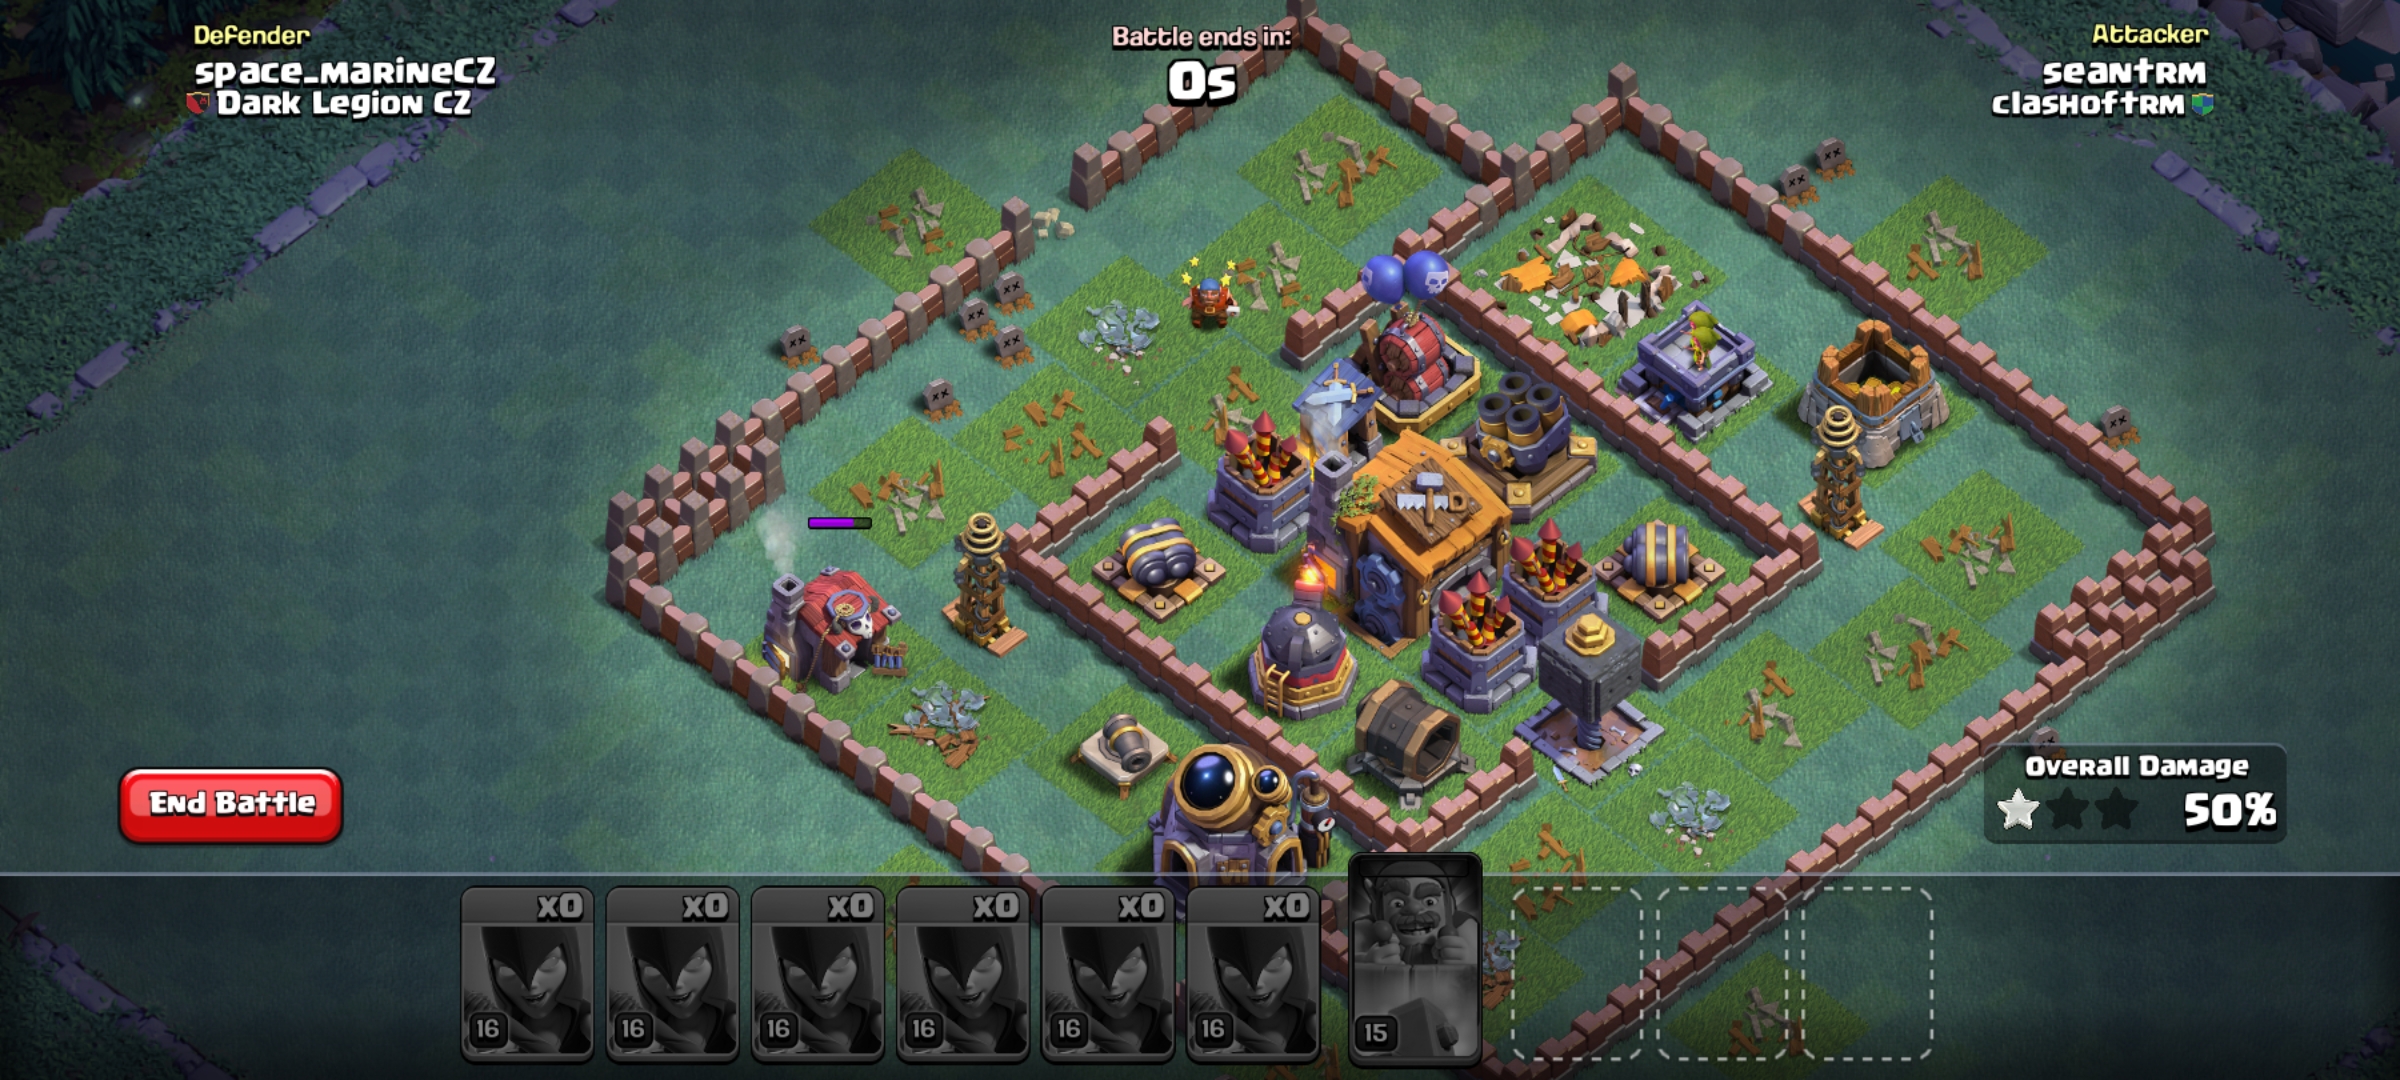 Defender
space_marineCZ
Dark Legion CZ
Battle ends in:
0s
Attacker
seantrm
clashoftrm
End Battle
Overall Damage
50%
x0
x0
x0
x0
x0
x0
16
16
16
16
16
16
15